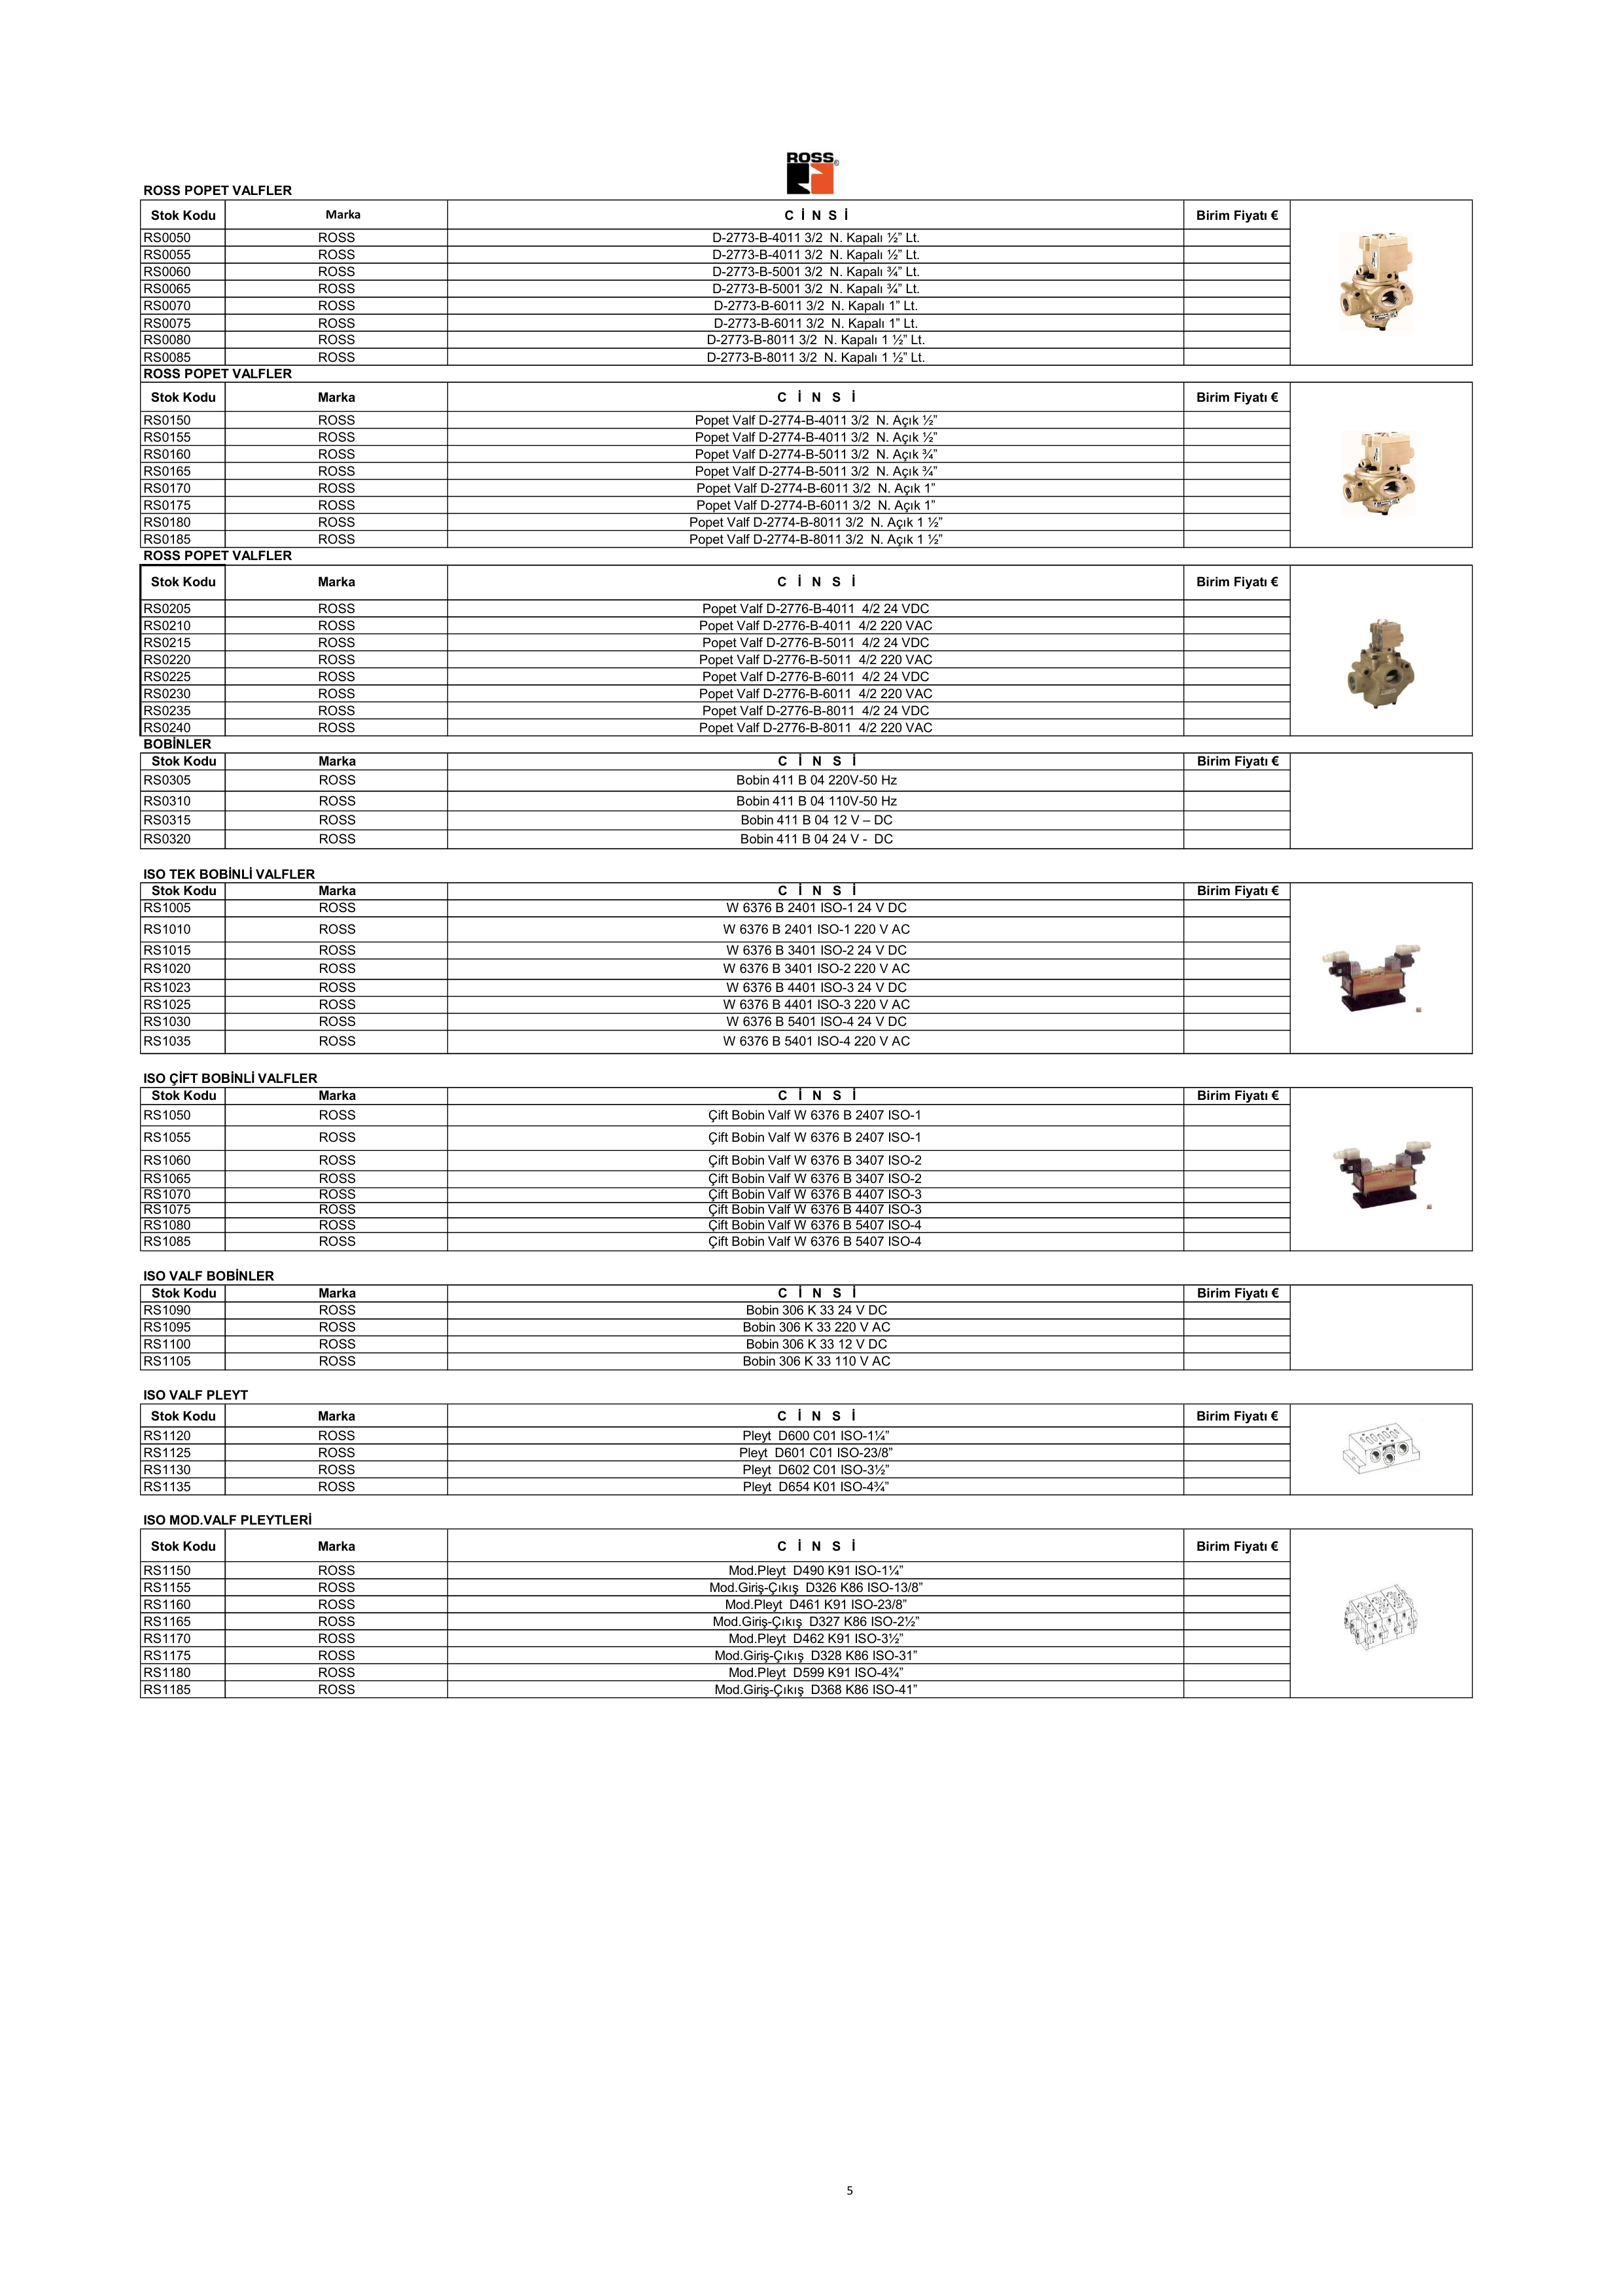 ROSS®
ROSS POPET VALFLER
Stok Kodu Marka C İ N S İ Birim Fiyatı €
RS0050 ROSS D-2773-B-4011 3/2 N. Kapalı ½” Lt.
RS0055 ROSS D-2773-B-4011 3/2 N. Kapalı ½” Lt.
RS0060 ROSS D-2773-B-5001 3/2 N. Kapalı ¾” Lt.
RS0065 ROSS D-2773-B-5001 3/2 N. Kapalı ¾” Lt.
RS0070 ROSS D-2773-B-6011 3/2 N. Kapalı 1” Lt.
RS0075 ROSS D-2773-B-6011 3/2 N. Kapalı 1” Lt.
RS0080 ROSS D-2773-B-8011 3/2 N. Kapalı 1 ½” Lt.
RS0085 ROSS D-2773-B-8011 3/2 N. Kapalı 1 ½” Lt.
ROSS POPET VALFLER
Stok Kodu Marka C İ N S İ Birim Fiyatı €
RS0150 ROSS Popet Valf D-2774-B-4011 3/2 N. Açık ½”
RS0155 ROSS Popet Valf D-2774-B-4011 3/2 N. Açık ½”
RS0160 ROSS Popet Valf D-2774-B-5011 3/2 N. Açık ¾”
RS0165 ROSS Popet Valf D-2774-B-5011 3/2 N. Açık ¾”
RS0170 ROSS Popet Valf D-2774-B-6011 3/2 N. Açık 1”
RS0175 ROSS Popet Valf D-2774-B-6011 3/2 N. Açık 1”
RS0180 ROSS Popet Valf D-2774-B-8011 3/2 N. Açık 1 ½”
RS0185 ROSS Popet Valf D-2774-B-8011 3/2 N. Açık 1 ½”
ROSS POPET VALFLER
Stok Kodu Marka C İ N S İ Birim Fiyatı €
RS0205 ROSS Popet Valf D-2776-B-4011 4/2 24 VDC
RS0210 ROSS Popet Valf D-2776-B-4011 4/2 220 VAC
RS0215 ROSS Popet Valf D-2776-B-5011 4/2 24 VDC
RS0220 ROSS Popet Valf D-2776-B-5011 4/2 220 VAC
RS0225 ROSS Popet Valf D-2776-B-6011 4/2 24 VDC
RS0230 ROSS Popet Valf D-2776-B-6011 4/2 220 VAC
RS0235 ROSS Popet Valf D-2776-B-8011 4/2 24 VDC
RS0240 ROSS Popet Valf D-2776-B-8011 4/2 220 VAC
BOBİNLER
Stok Kodu Marka C İ N S İ Birim Fiyatı €
RS0305 ROSS Bobin 411 B 04 220V-50 Hz
RS0310 ROSS Bobin 411 B 04 110V-50 Hz
RS0315 ROSS Bobin 411 B 04 12 V – DC
RS0320 ROSS Bobin 411 B 04 24 V - DC
ISO TEK BOBİNLİ VALFLER
Stok Kodu Marka C İ N S İ Birim Fiyatı €
RS1005 ROSS W 6376 B 2401 ISO-1 24 V DC
RS1010 ROSS W 6376 B 2401 ISO-1 220 V AC
RS1015 ROSS W 6376 B 3401 ISO-2 24 V DC
RS1020 ROSS W 6376 B 3401 ISO-2 220 V AC
RS1023 ROSS W 6376 B 4401 ISO-3 24 V DC
RS1025 ROSS W 6376 B 4401 ISO-3 220 V AC
RS1030 ROSS W 6376 B 5401 ISO-4 24 V DC
RS1035 ROSS W 6376 B 5401 ISO-4 220 V AC
ISO ÇİFT BOBİNLİ VALFLER
Stok Kodu Marka C İ N S İ Birim Fiyatı €
RS1050 ROSS Çift Bobin Valf W 6376 B 2407 ISO-1
RS1055 ROSS Çift Bobin Valf W 6376 B 2407 ISO-1
RS1060 ROSS Çift Bobin Valf W 6376 B 3407 ISO-2
RS1065 ROSS Çift Bobin Valf W 6376 B 3407 ISO-2
RS1070 ROSS Çift Bobin Valf W 6376 B 4407 ISO-3
RS1075 ROSS Çift Bobin Valf W 6376 B 4407 ISO-3
RS1080 ROSS Çift Bobin Valf W 6376 B 5407 ISO-4
RS1085 ROSS Çift Bobin Valf W 6376 B 5407 ISO-4
ISO VALF BOBİNLER
Stok Kodu Marka C İ N S İ Birim Fiyatı €
RS1090 ROSS Bobin 306 K 33 24 V DC
RS1095 ROSS Bobin 306 K 33 220 V AC
RS1100 ROSS Bobin 306 K 33 12 V DC
RS1105 ROSS Bobin 306 K 33 110 V AC
ISO VALF PLEYT
Stok Kodu Marka C İ N S İ Birim Fiyatı €
RS1120 ROSS Pleyt D600 C01 ISO-1¼”
RS1125 ROSS Pleyt D601 C01 ISO-23/8”
RS1130 ROSS Pleyt D602 C01 ISO-3½”
RS1135 ROSS Pleyt D654 K01 ISO-4¾”
ISO MOD.VALF PLEYTLERİ
Stok Kodu Marka C İ N S İ Birim Fiyatı €
RS1150 ROSS Mod.Pleyt D490 K91 ISO-1¼”
RS1155 ROSS Mod.Giriş-Çıkış D326 K86 ISO-13/8”
RS1160 ROSS Mod.Pleyt D461 K91 ISO-23/8”
RS1165 ROSS Mod.Giriş-Çıkış D327 K86 ISO-2½”
RS1170 ROSS Mod.Pleyt D462 K91 ISO-3½”
RS1175 ROSS Mod.Giriş-Çıkış D328 K86 ISO-31”
RS1180 ROSS Mod.Pleyt D599 K91 ISO-4¾”
RS1185 ROSS Mod.Giriş-Çıkış D368 K86 ISO-41”
5